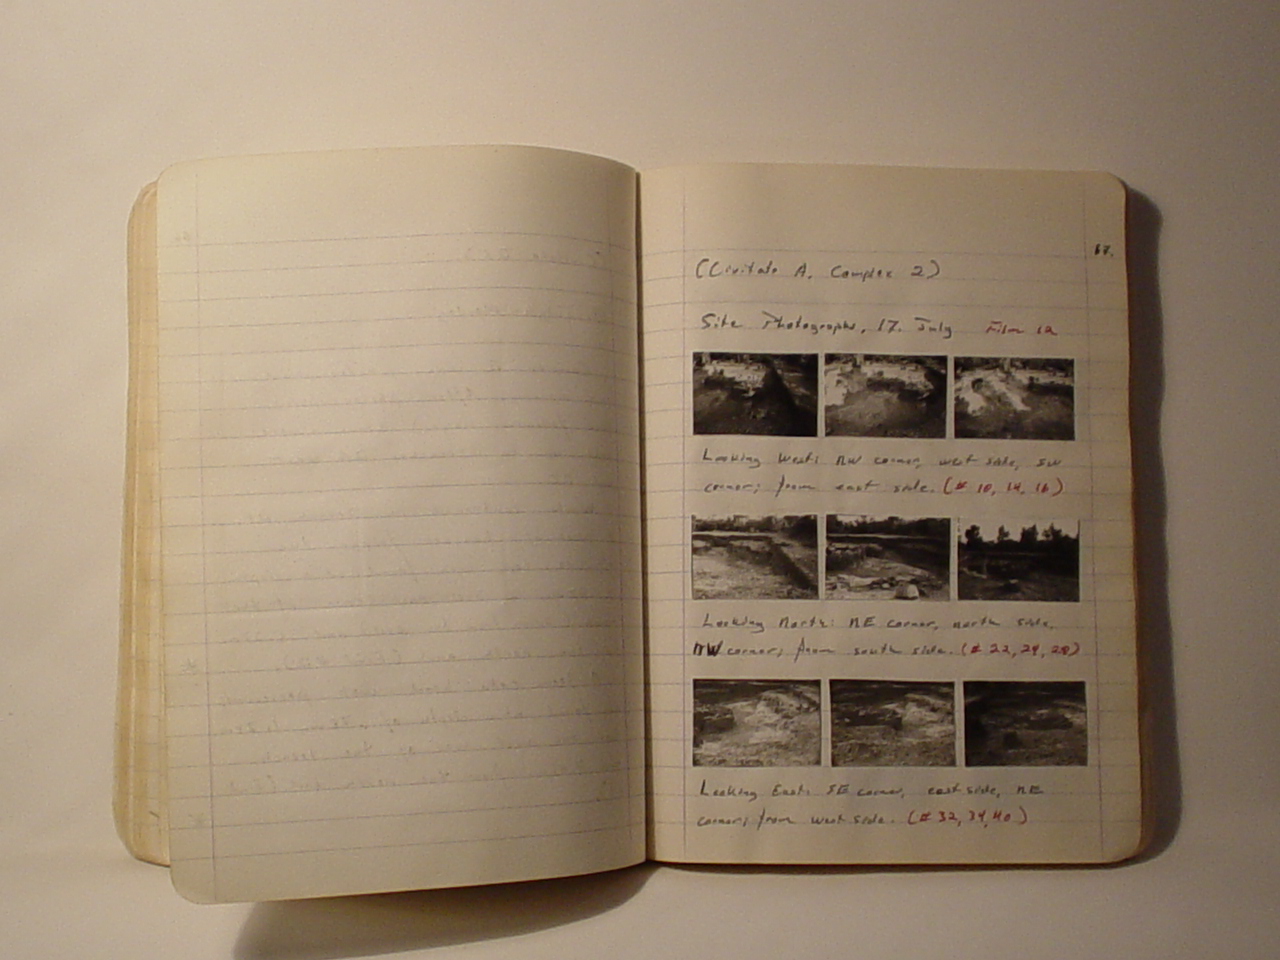 67.
(Civitate A, Complex 2)
Site Photographs, 17. July Film 12
Looking West: NW corner, west side, SW
corner; from east side. (# 10, 14, 16)
Looking North: NE corner, north side,
NW corner; from south side. (# 22, 24, 28)
Looking East: SE corner, east side, NE
corner; from west side. (# 32, 34, 40)